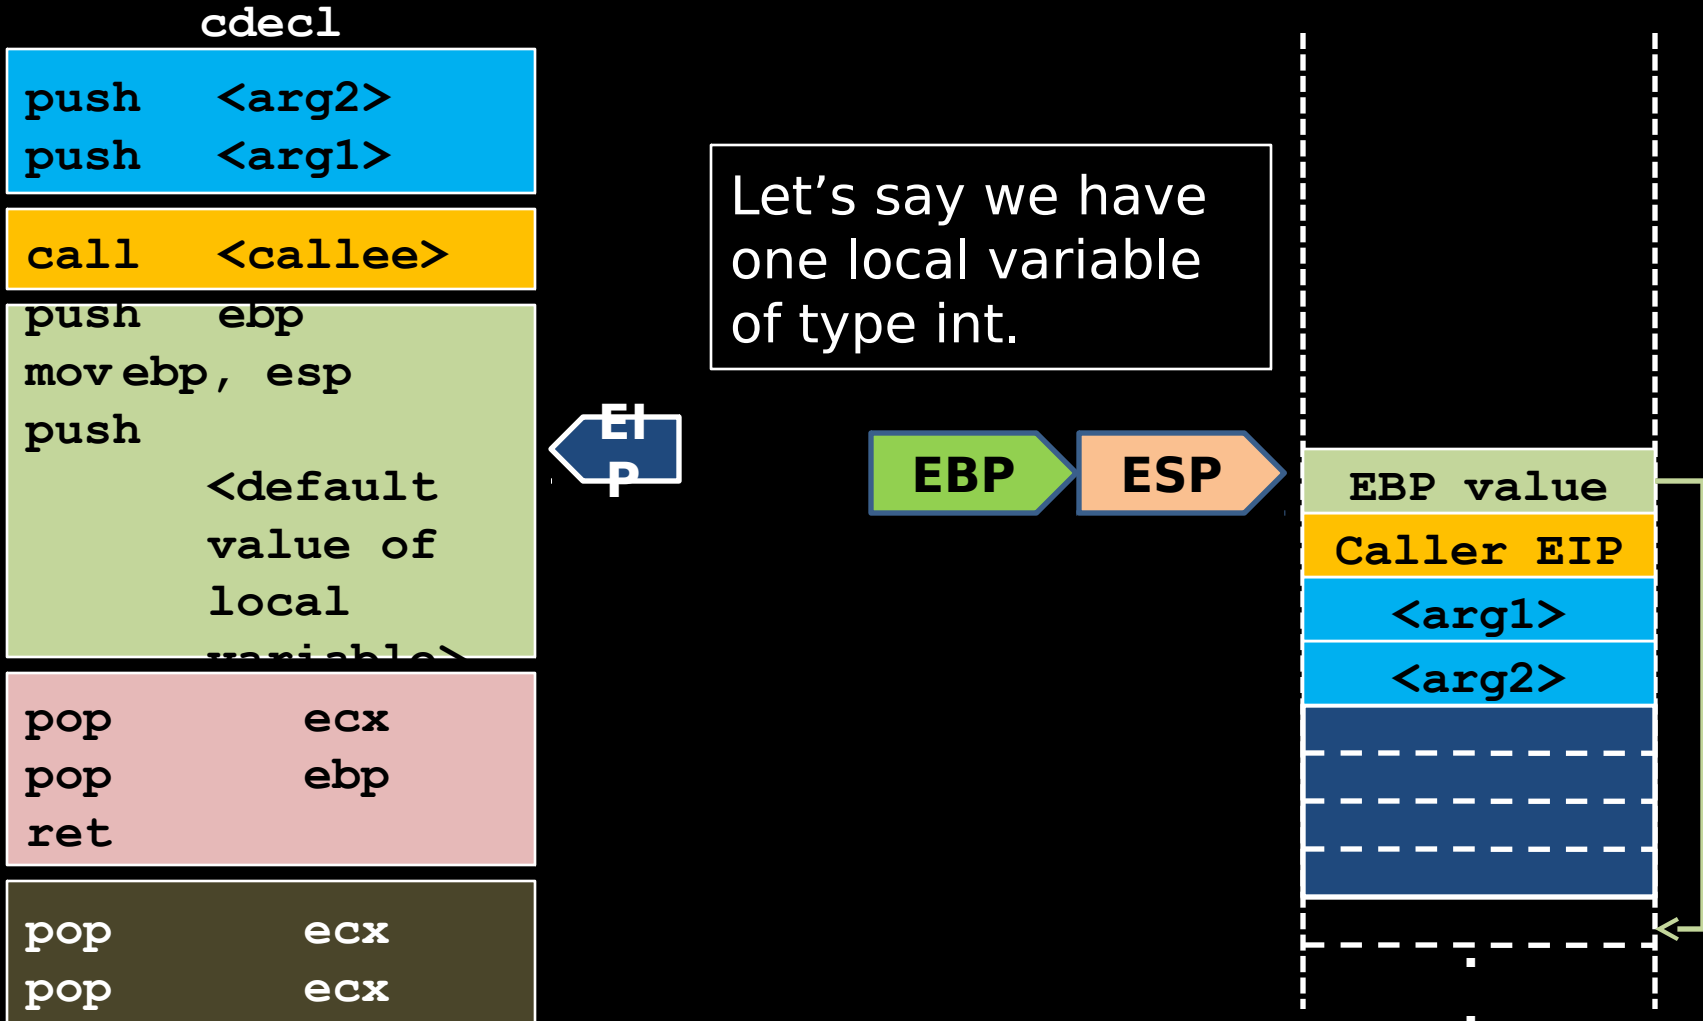 cdecl
push <arg2>
push <arg1>
call <callee>
push ebp
mov ebp, esp
push
<default
value of
local
variable>
pop ecx
pop ebp
ret
pop ecx
pop ecx
Let’s say we have
one local variable
of type int.
EI
P
EBP
ESP
EBP value
Caller EIP
<arg1>
<arg2>